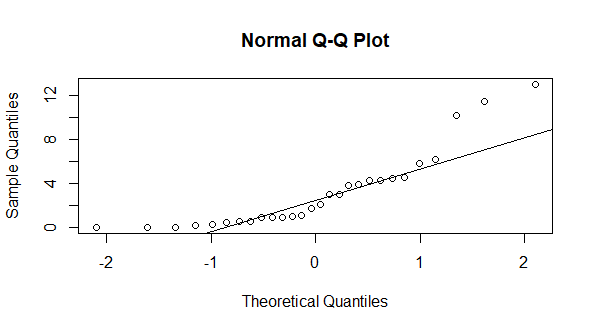 Normal Q-Q Plot
Sample Quantiles
12
8
4
0
-2 -1 0 1 2
Theoretical Quantiles